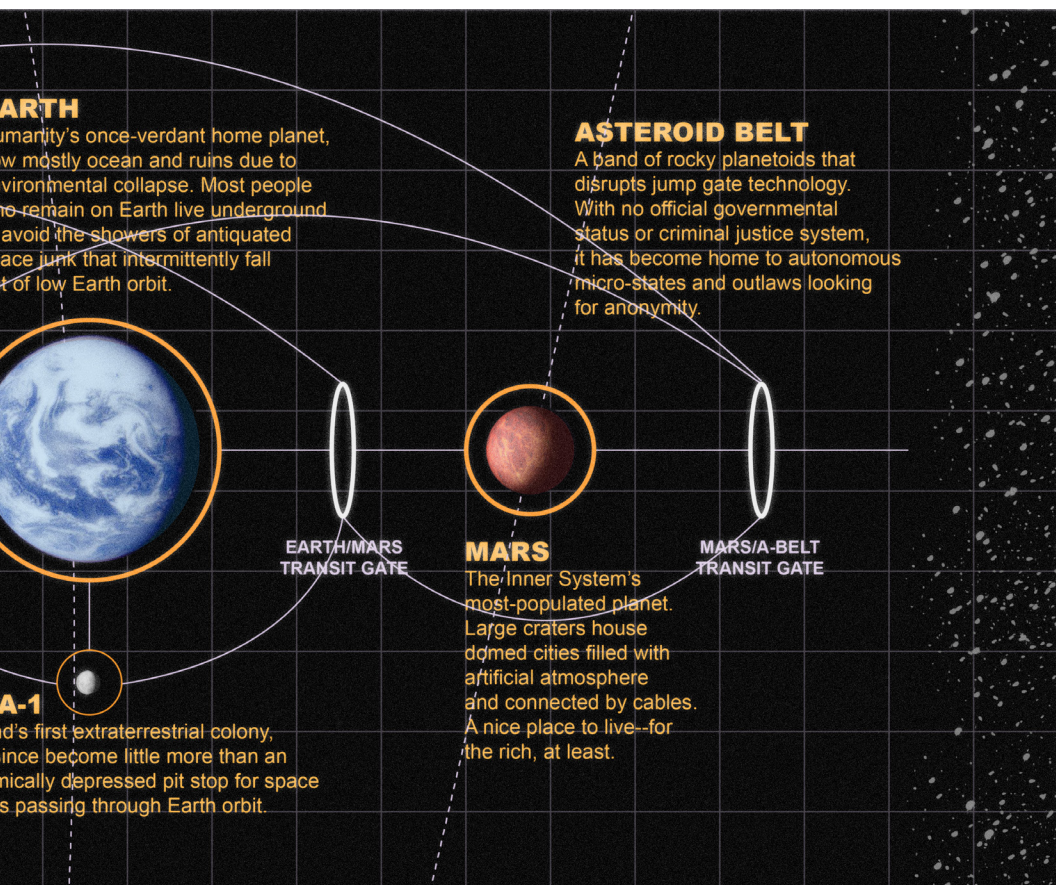 ARTH
umanity's once-verdant home planet,
ow mostly ocean and ruins due to
vironmental collapse. Most people
ho remain on Earth live underground
avoid the showers of antiquated
ace junk that intermittently fall
t of low Earth orbit.
ASTEROID BELT
A band of rocky planetoids that
disrupts jump gate technology.
With no official governmental
status or criminal justice system,
it has become home to autonomous
micro-states and outlaws looking
for anonymity.
EARTH/MARS
TRANSIT GATE
MARS
The Inner System's
most-populated planet.
Large craters house
domed cities filled with
artificial atmosphere
and connected by cables.
A nice place to live--for
the rich, at least.
MARS/A-BELT
TRANSIT GATE
A-1
nd's first extraterrestrial colony,
since become little more than an
mically depressed pit stop for space
s passing through Earth orbit.